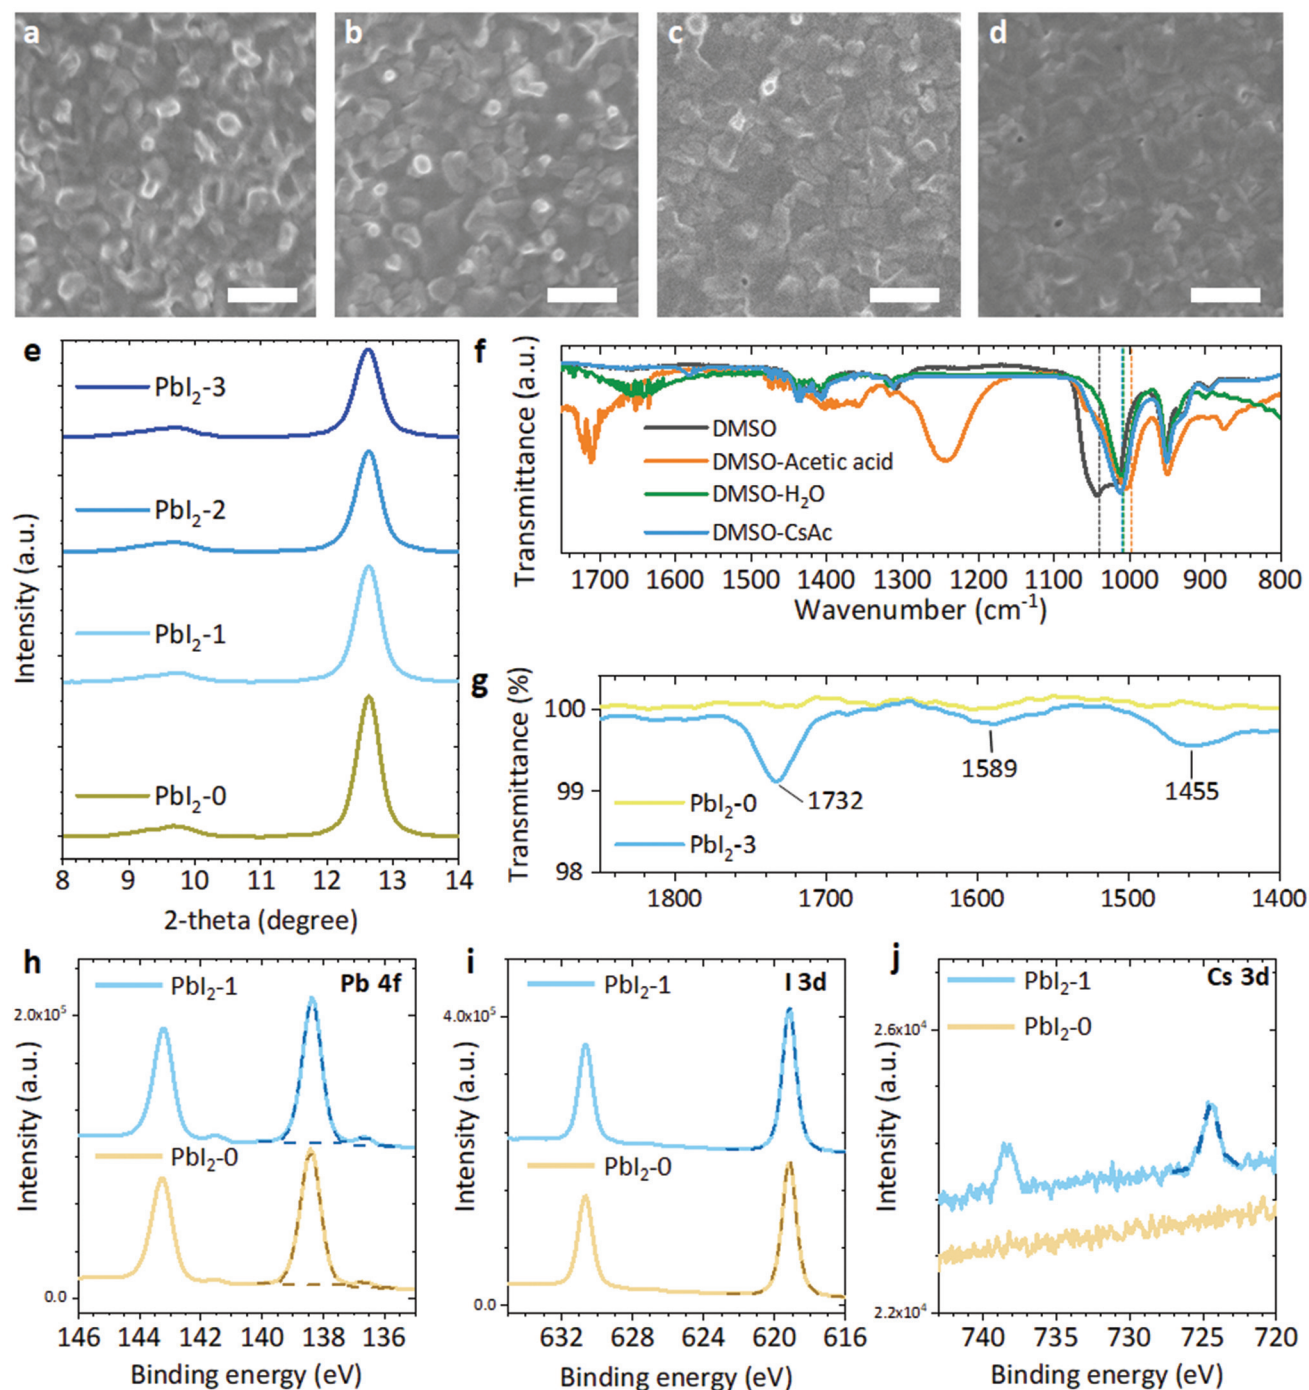 a
b
c
d
e
PbI2-3
PbI2-2
PbI2-1
PbI2-0
Intensity (a.u.)
8 9 10 11 12 13 14
2-theta (degree)
f
Transmittance (a.u.)
DMSO
DMSO-Acetic acid
DMSO-H2O
DMSO-CsAc
1700 1600 1500 1400 1300 1200 1100 1000 900 800
Wavenumber (cm-1)
g
Transmittance (%)
100
99
98
1732
1589
1455
PbI2-0
PbI2-3
1800 1700 1600 1500 1400
h
PbI2-1
Pb 4f
PbI2-0
Intensity (a.u.)
2.0x10⁵
0.0
146 144 142 140 138 136
Binding energy (eV)
i
PbI2-1
I 3d
PbI2-0
Intensity (a.u.)
4.0x10⁵
0.0
632 628 624 620 616
Binding energy (eV)
j
PbI2-1
Cs 3d
PbI2-0
Intensity (a.u.)
2.6x10⁴
2.2x10⁴
740 735 730 725 720
Binding energy (eV)